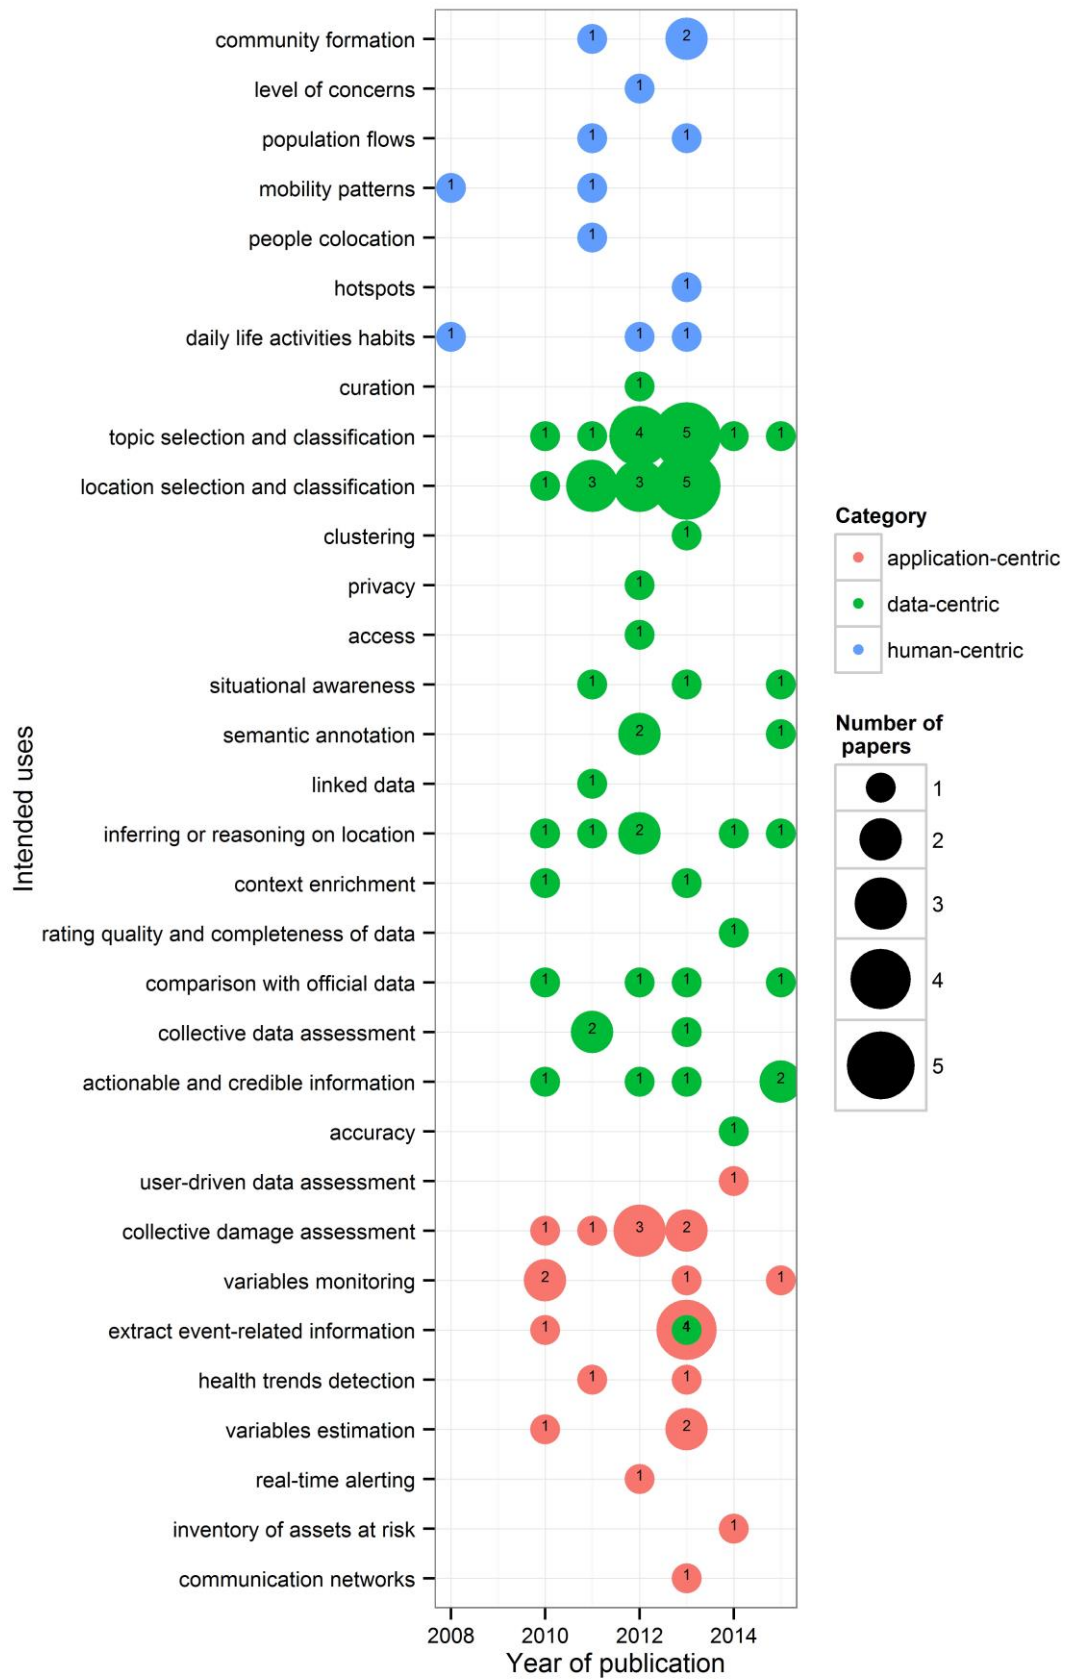 community formation 1 2
level of concerns 1
population flows 1 1
mobility patterns 1 1
people colocation 1
hotspots 1
daily life activities habits 1 1 1
curation 1
topic selection and classification 1 1 4 5 1 1
location selection and classification 1 3 3 5
clustering 1
privacy 1
access 1
situational awareness 1 1 1
semantic annotation 2 1
linked data 1
inferring or reasoning on location 1 1 2 1 1
context enrichment 1 1
rating quality and completeness of data 1
comparison with official data 1 1 1 1
collective data assessment 2 1
actionable and credible information 1 1 1 2
accuracy 1
user-driven data assessment 1
collective damage assessment 1 1 3 2
variables monitoring 2 1 1
extract event-related information 1 4
health trends detection 1 1
variables estimation 1 2
real-time alerting 1
inventory of assets at risk 1
communication networks 1
2008 2010 2012 2014
Year of publication
Intended uses
Category
application-centric
data-centric
human-centric
Number of
papers
1
2
3
4
5